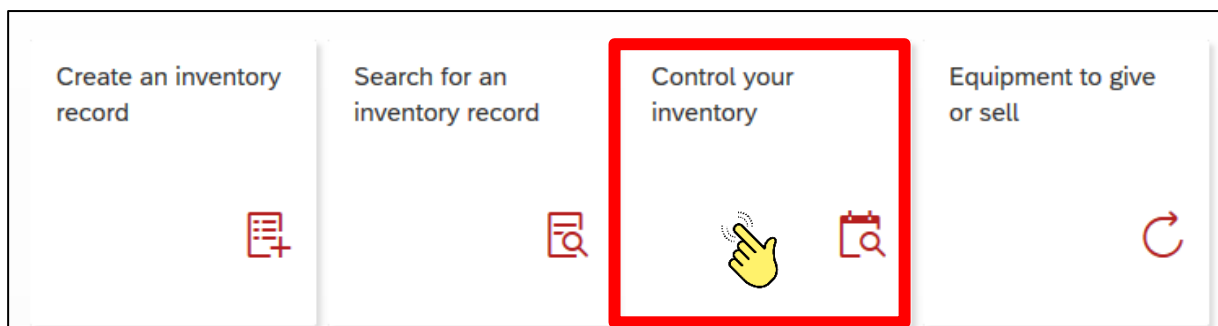 Create an inventory
record
Search for an
inventory record
Control your
inventory
Equipment to give
or sell